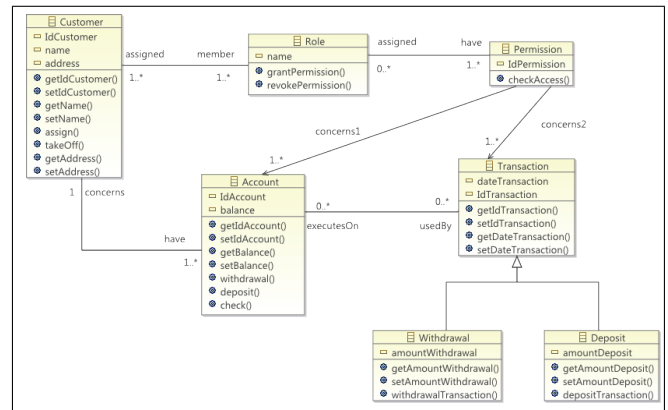 Customer
IdCustomer
name
address
getIdCustomer()
setIdCustomer()
getName()
setName()
assign()
takeOff()
getAddress()
setAddress()
assigned
member
1..*
1..*
Role
name
grantPermission()
revokePermission()
assigned
have
0..*
1..*
Permission
IdPermission
checkAccess()
concerns1
1..*
concerns2
1..*
1
concerns
have
1..*
Account
IdAccount
balance
getIdAccount()
setIdAccount()
getBalance()
setBalance()
withdrawal()
deposit()
check()
0..*
0..*
executesOn
usedBy
Transaction
dateTransaction
IdTransaction
getIdTransaction()
setIdTransaction()
getDateTransaction()
setDateTransaction()
Withdrawal
amountWithdrawal
getAmountWithdrawal()
setAmountWithdrawal()
withdrawalTransaction()
Deposit
amountDeposit
getAmountDeposit()
setAmountDeposit()
depositTransaction()